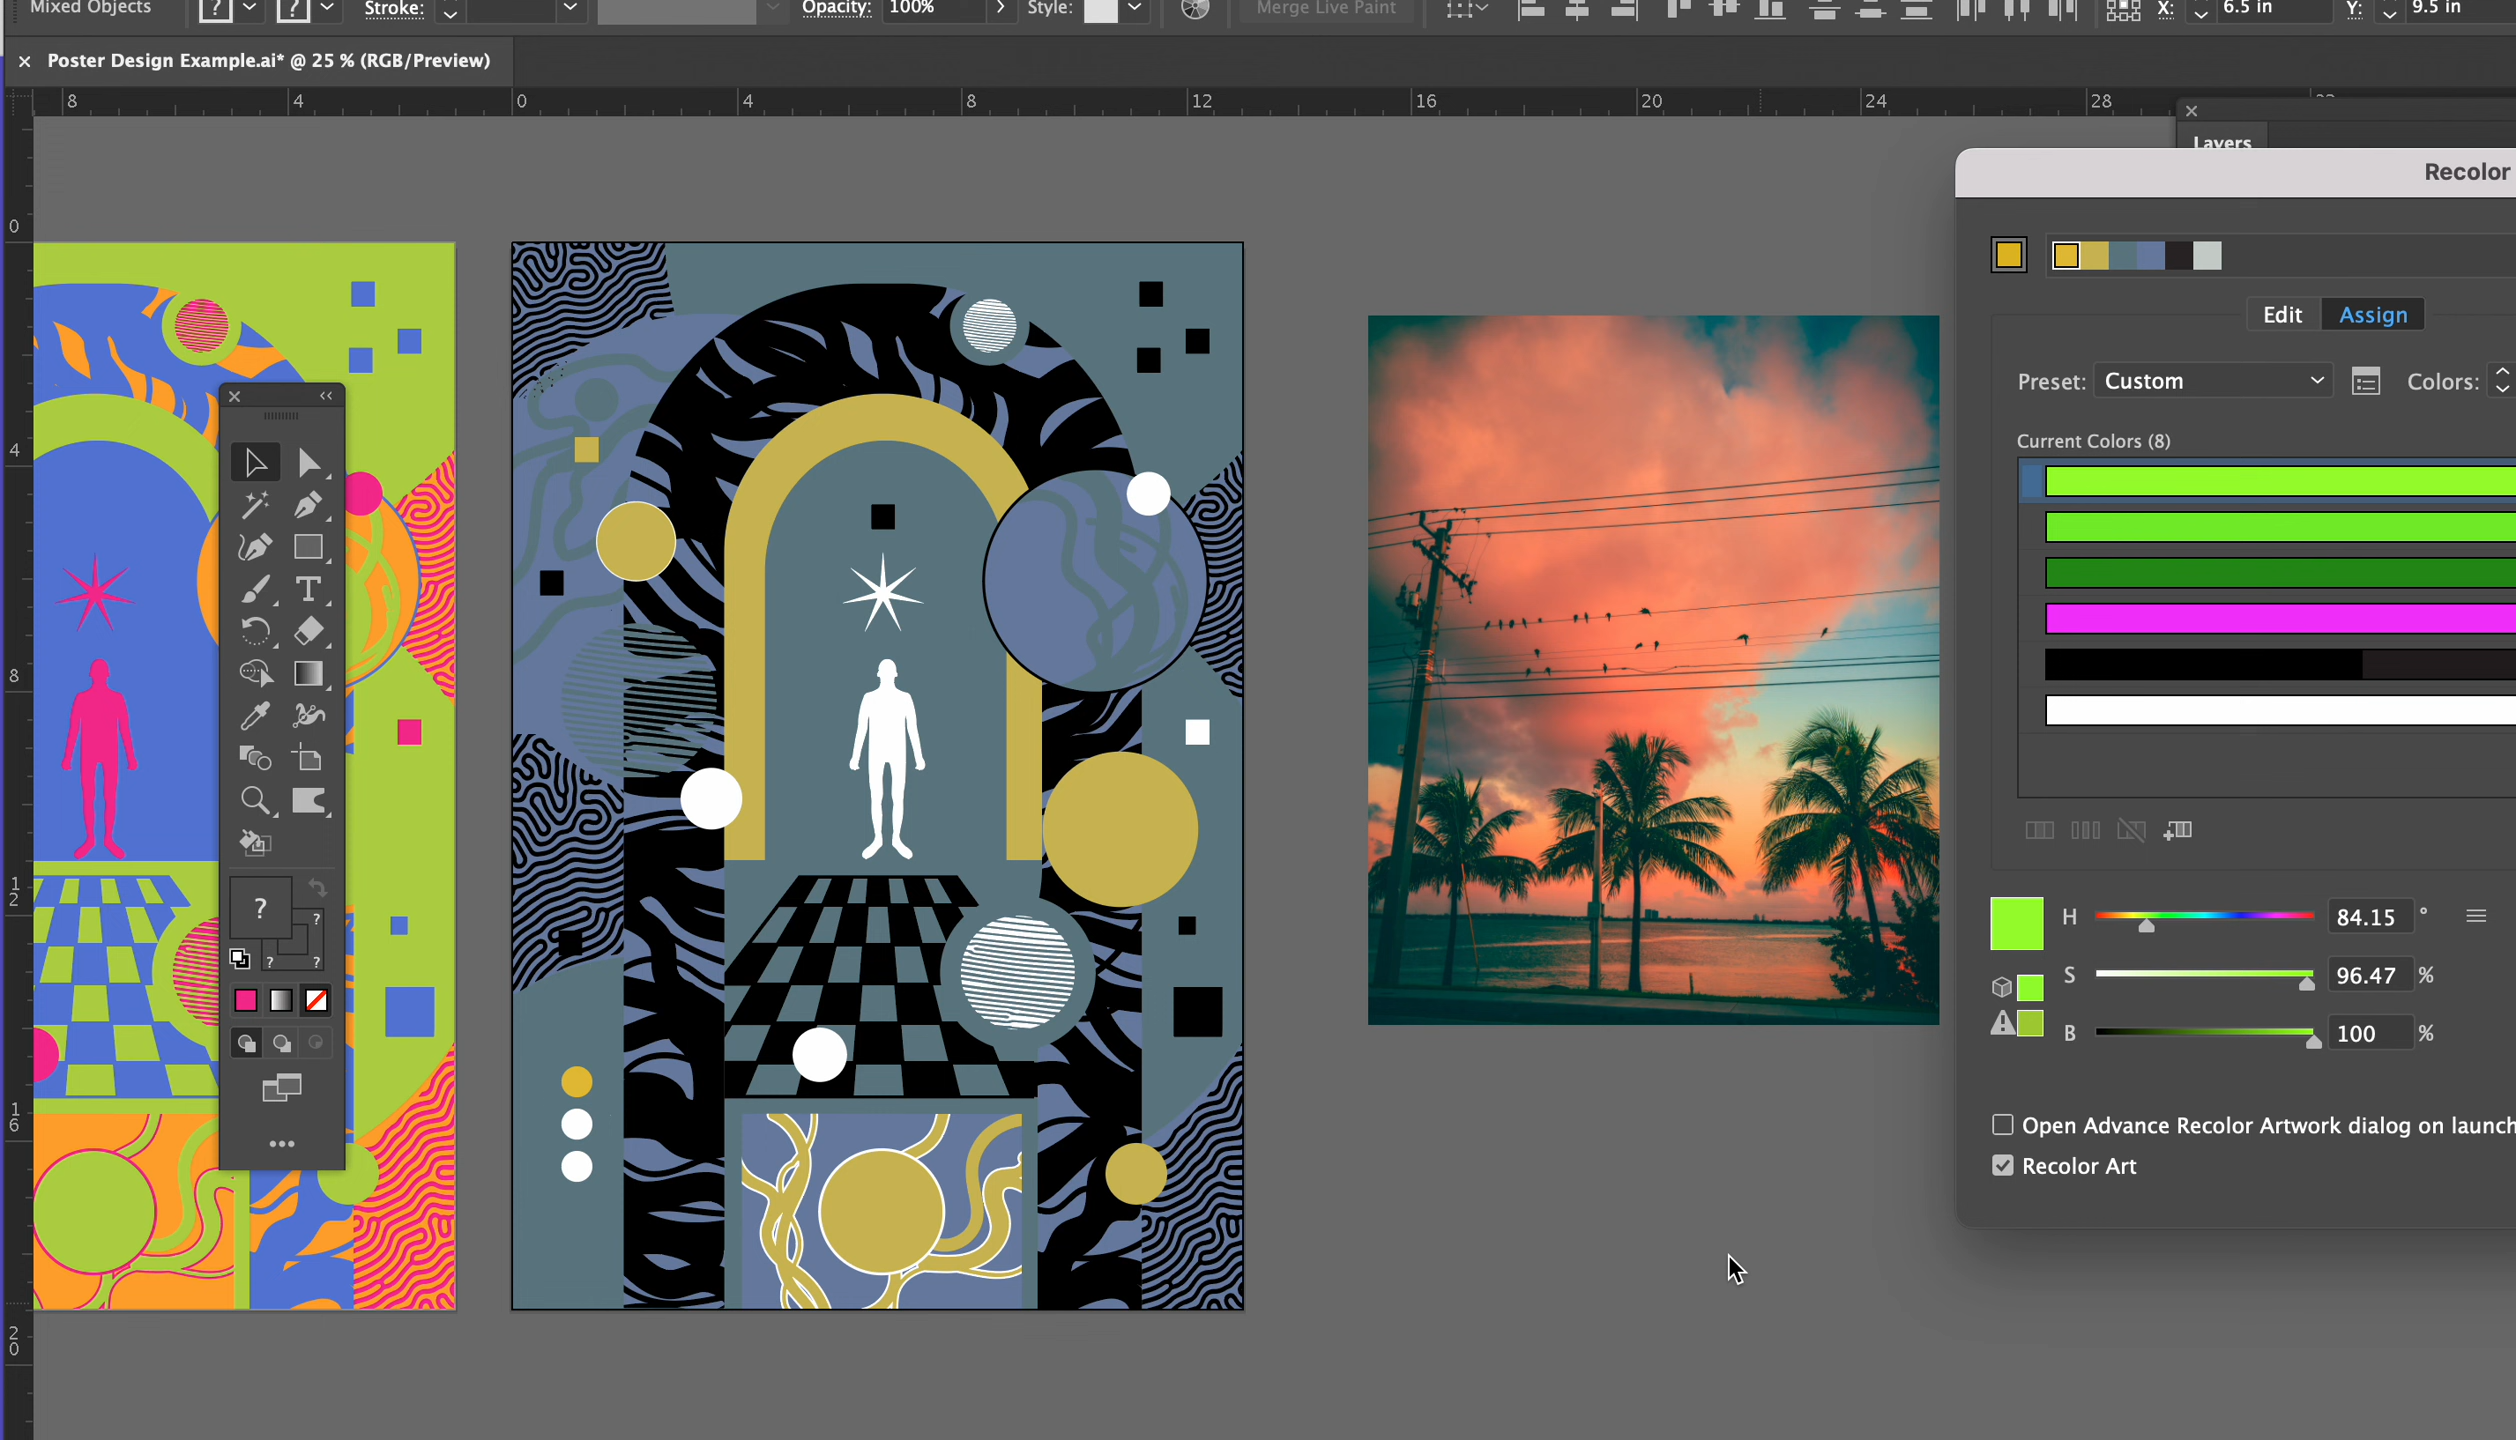 Mixed Objects ? ? Stroke: Opacity: 100% Style: Merge Live Paint X: 6.5 in Y: 9.5 in
Poster Design Example.ai* @ 25 % (RGB/Preview)
8 4 0 4 8 12 16 20 24 28
Layers
Recolor
0
Edit Assign
Preset: Custom Colors:
4
Current Colors (8)
8
12
? ?
? ?
H 84.15 °
S 96.47 %
B 100 %
16
Open Advance Recolor Artwork dialog on launch
Recolor Art
20